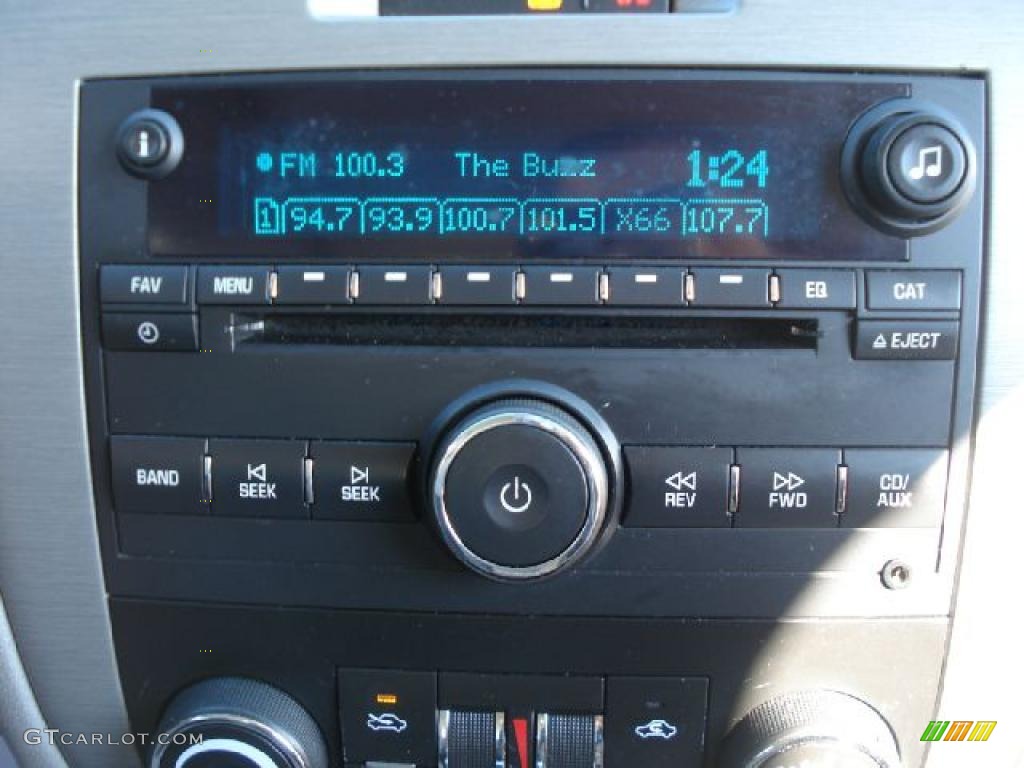 i
FM 100.3 The Buzz 1:24
1 94.7 93.9 100.7 101.5 X66 107.7
FAV MENU EQ CAT
EJECT
BAND SEEK SEEK REV FWD CD/AUX
GTCARLOT.COM